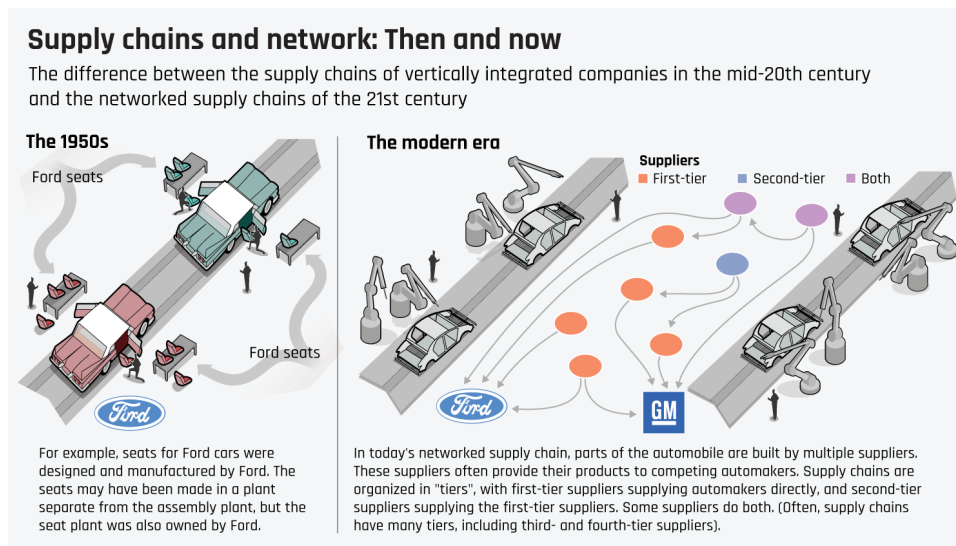 Supply chains and network: Then and now
The difference between the supply chains of vertically integrated companies in the mid-20th century
and the networked supply chains of the 21st century
The 1950s
Ford seats
Ford seats
Ford
For example, seats for Ford cars were
designed and manufactured by Ford. The
seats may have been made in a plant
separate from the assembly plant, but the
seat plant was also owned by Ford.
The modern era
Suppliers
First-tier
Second-tier
Both
Ford
GM
In today's networked supply chain, parts of the automobile are built by multiple suppliers.
These suppliers often provide their products to competing automakers. Supply chains are
organized in "tiers", with first-tier suppliers supplying automakers directly, and second-tier
suppliers supplying the first-tier suppliers. Some suppliers do both. (Often, supply chains
have many tiers, including third- and fourth-tier suppliers).